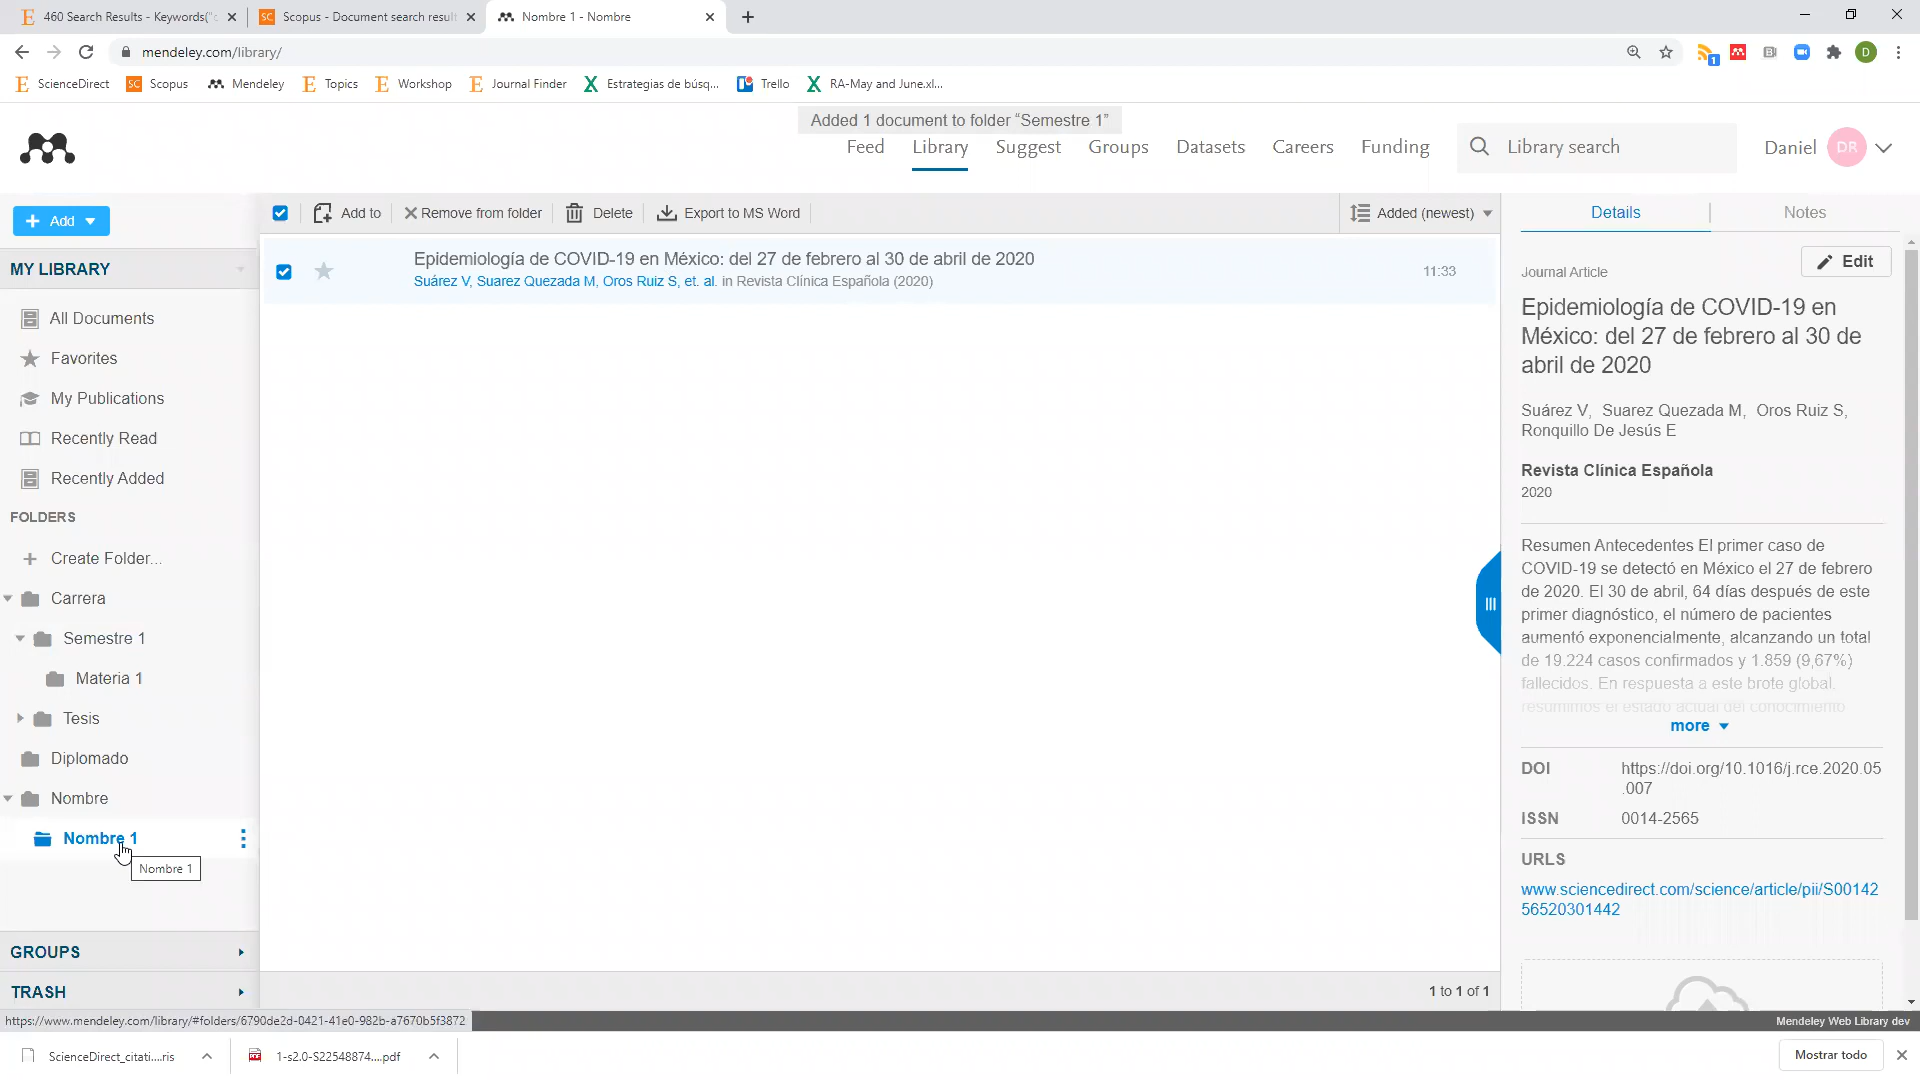 460 Search Results - Keywords("c
Scopus - Document search result
Nombre 1 - Nombre
mendeley.com/library/
ScienceDirect
Scopus
Mendeley
Topics
Workshop
Journal Finder
Estrategias de búsq...
Trello
RA-May and June.xl...
Added 1 document to folder “Semestre 1”
Feed
Library
Suggest
Groups
Datasets
Careers
Funding
Library search
Daniel
DR
Add
Add to
Remove from folder
Delete
Export to MS Word
Added (newest)
Details
Notes
MY LIBRARY
All Documents
Favorites
My Publications
Recently Read
Recently Added
FOLDERS
Create Folder...
Carrera
Semestre 1
Materia 1
Tesis
Diplomado
Nombre
Nombre 1
Nombre 1
GROUPS
TRASH
Epidemiología de COVID-19 en México: del 27 de febrero al 30 de abril de 2020
Suárez V, Suarez Quezada M, Oros Ruiz S, et. al. in Revista Clínica Española (2020)
11:33
1 to 1 of 1
Journal Article
Edit
Epidemiología de COVID-19 en
México: del 27 de febrero al 30 de
abril de 2020
Suárez V, Suarez Quezada M, Oros Ruiz S,
Ronquillo De Jesús E
Revista Clínica Española
2020
Resumen Antecedentes El primer caso de
COVID-19 se detectó en México el 27 de febrero
de 2020. El 30 de abril, 64 días después de este
primer diagnóstico, el número de pacientes
aumentó exponencialmente, alcanzando un total
de 19.224 casos confirmados y 1.859 (9,67%)
fallecidos. En respuesta a este brote global,
resumimos el estado actual del conocimiento
more
DOI
https://doi.org/10.1016/j.rce.2020.05
.007
ISSN
0014-2565
URLS
www.sciencedirect.com/science/article/pii/S00142
56520301442
https://www.mendeley.com/library/#folders/6790de2d-0421-41e0-982b-a7670b5f3872
Mendeley Web Library dev
ScienceDirect_citati....ris
1-s2.0-S22548874....pdf
Mostrar todo